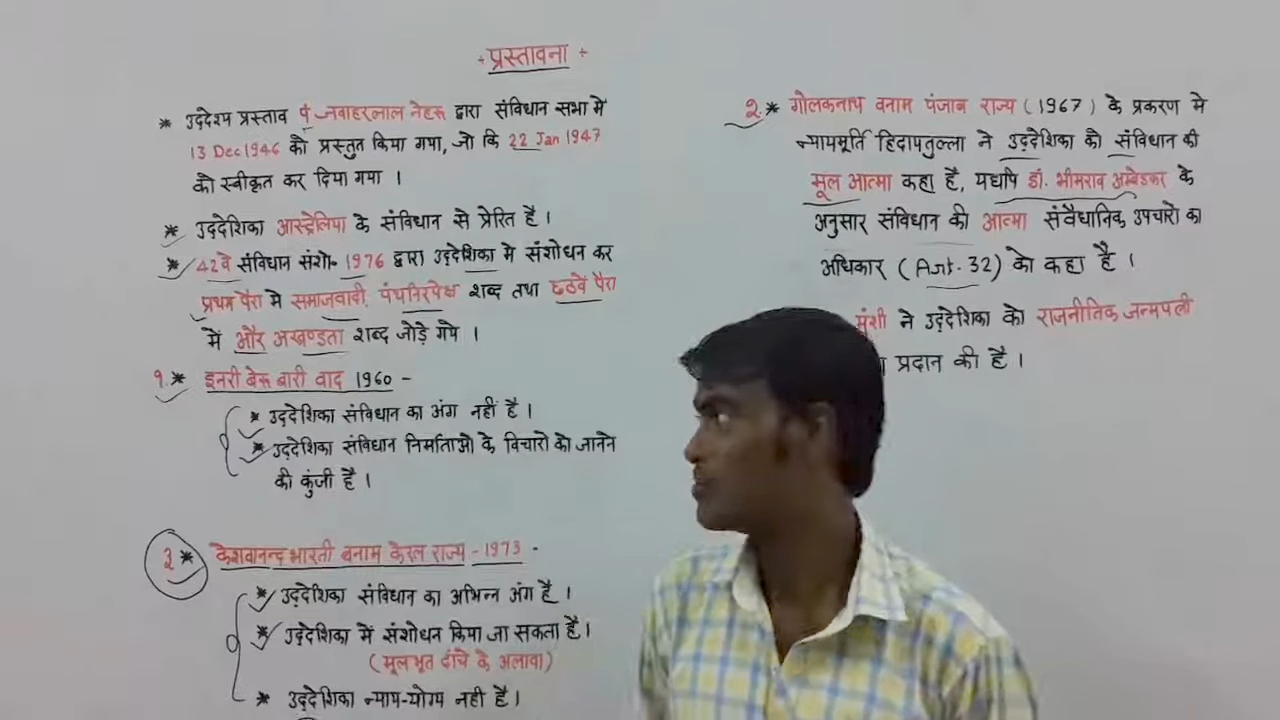 ÷ प्रस्तावना ÷
* उद्देश्य प्रस्ताव पं जवाहरलाल नेहरू द्वारा संविधान सभा मे
13 Dec 1946 को प्रस्तुत किया गया, जो कि 22 Jan 1947
को स्वीकृत कर दिया गया ।
* उद्देशिका आस्ट्रेलिया के संविधान से प्रेरित है ।
* 42वे संविधान संशो॰ 1976 द्वारा उद्देशिका मे संशोधन कर
प्रथम पैरा मे समाजवादी, पंथनिरपेक्ष शब्द तथा छठवें पैरा
मे और अखण्डता शब्द जोड़े गये ।
१.* इनरी बेरू बारी वाद 1960 -
* उद्देशिका संविधान का अंग नहीं है ।
* उद्देशिका संविधान निर्माताओ के विचारो को जानने
की कुंजी है ।
३* केशवानन्द भारती बनाम केरल राज्य - 1973 -
* उद्देशिका संविधान का अभिन्न अंग है ।
* उद्देशिका में संशोधन किया जा सकता है ।
(मूलभूत ढांचे के अलावा)
* उद्देशिका न्याय-योग्य नही है ।
२.* गोलकनाथ बनाम पंजाब राज्य (1967) के प्रकरण मे
न्यायमूर्ति हिदायतुल्ला ने उद्देशिका को संविधान की
मूल आत्मा कहा है, यद्यपि डॉ. भीमराव अम्बेडकर के
अनुसार संविधान की आत्मा संवैधानिक उपचारो का
अधिकार (Art. 32) को कहा है ।
मुंशी ने उद्देशिका को राजनीतिक जन्मपत्री
प्रदान की है ।